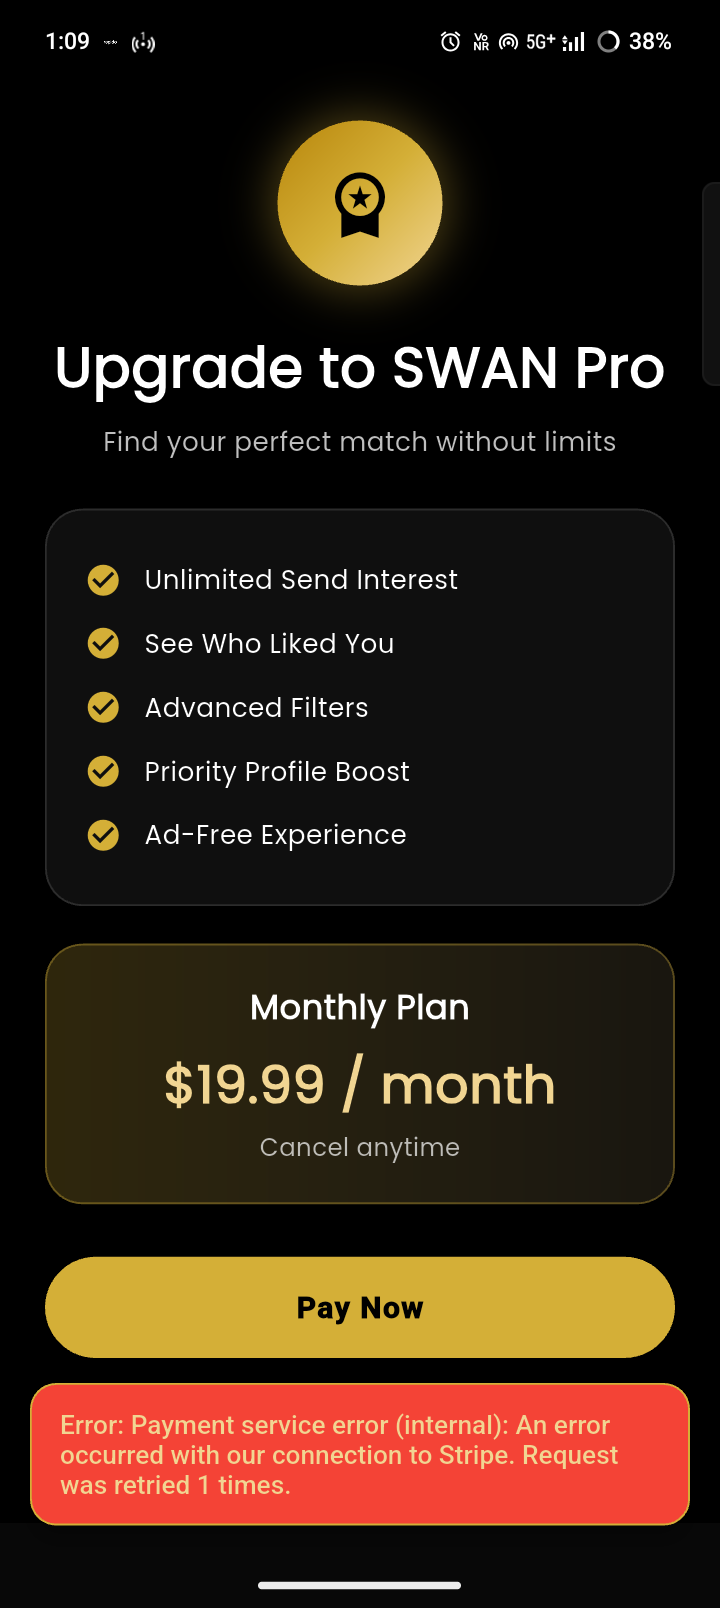 1:09
Vo
NR
5G+
38%
Upgrade to SWAN Pro
Find your perfect match without limits
Unlimited Send Interest
See Who Liked You
Advanced Filters
Priority Profile Boost
Ad-Free Experience
Monthly Plan
$19.99 / month
Cancel anytime
Pay Now
Error: Payment service error (internal): An error
occurred with our connection to Stripe. Request
was retried 1 times.